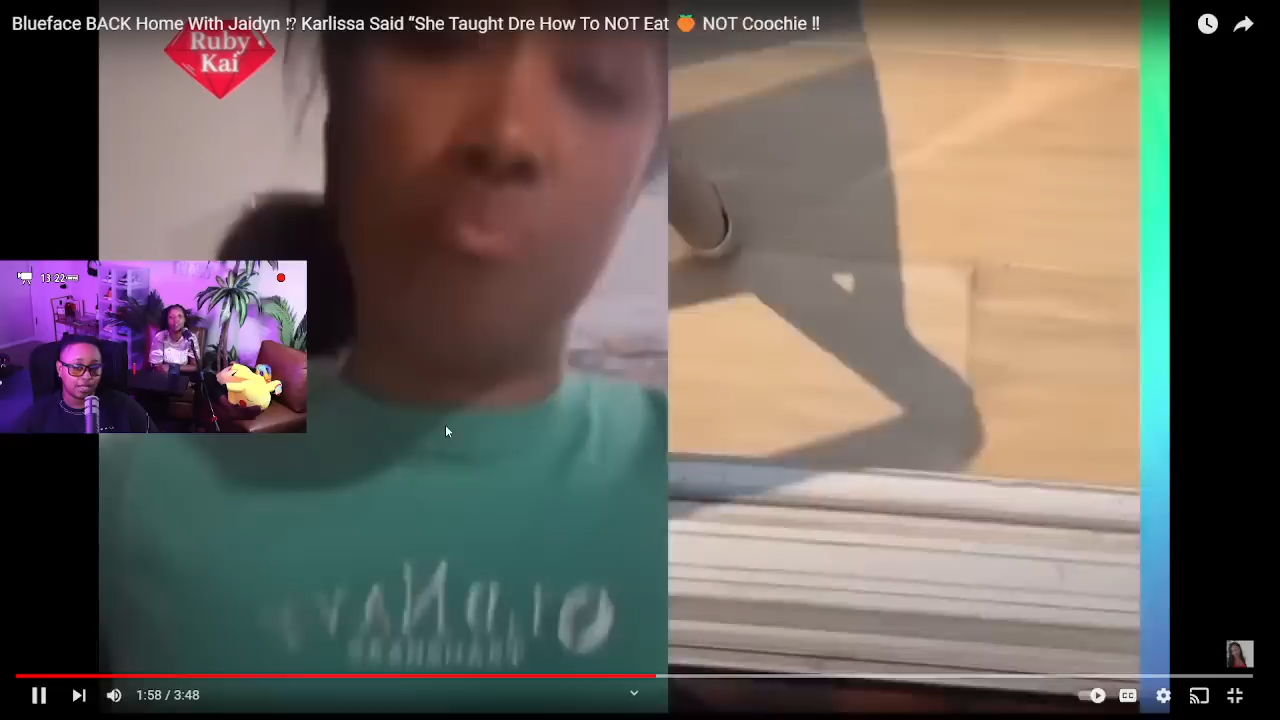 Blueface BACK Home With Jaidyn ⁉ Karlissa Said “She Taught Dre How To NOT Eat 🍑 NOT Coochie ‼
Ruby
Kai
13:22
1:58 / 3:48
CC